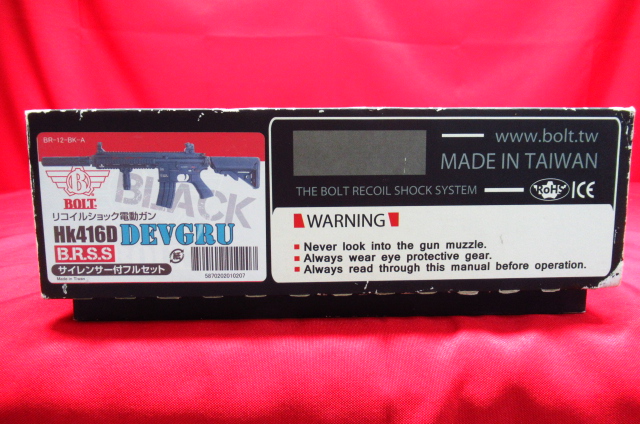 BR-12-BK-A
B
BOLT
BLACK
リコイルショック電動ガン
HK416D DEVGRU
B.R.S.S
サイレンサー付フルセット
Made in Taiwan
紙
5870202010207
www.bolt.tw
MADE IN TAIWAN
THE BOLT RECOIL SHOCK SYSTEM
RoHS
CE
WARNING
Never look into the gun muzzle.
Always wear eye protective gear.
Always read through this manual before operation.